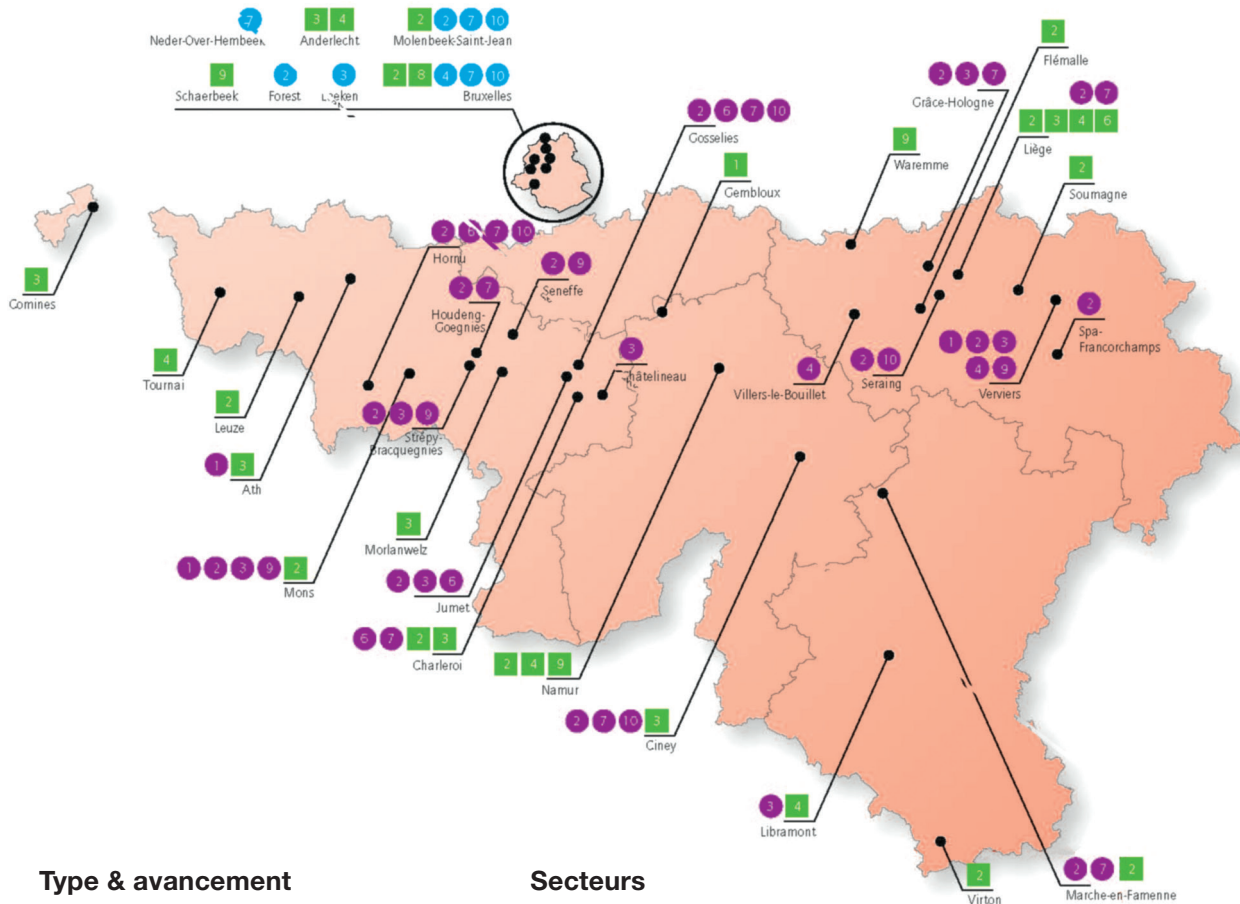 7
3 4
2 2 7 10
Neder-Over-Hembeek
Anderlecht
Molenbeek-Saint-Jean
9
2
3
2 8 4 7 10
Schaerbeek
Forest
Bruxelles
2
Flémalle
2 3 7
Grâce-Hologne
2 7
2 3 4 6
Liège
2 6 7 10
Gosselies
1
Gembloux
9
Waremme
2
Soumagne
3
Comines
2 7 10
Hornu
2 9
Seneffe
2 7
Houdeng-
Goegnies
2
Spa-
Francorchamps
1 2 3
4 9
Verviers
3
Châtelineau
4
Villers-le-Bouillet
2 10
Seraing
4
Tournai
2
Leuze
2 3 9
Strépy-
Bracquegnies
1 3
Ath
3
Morlanwelz
1 2 3 9 2
Mons
2 3 6
Jumet
6 7 2 3
Charleroi
2 4 9
Namur
2 7 10 3
Ciney
3 4
Libramont
2
Virton
2 7 2
Marche-en-Famenne
Type & avancement
Secteurs